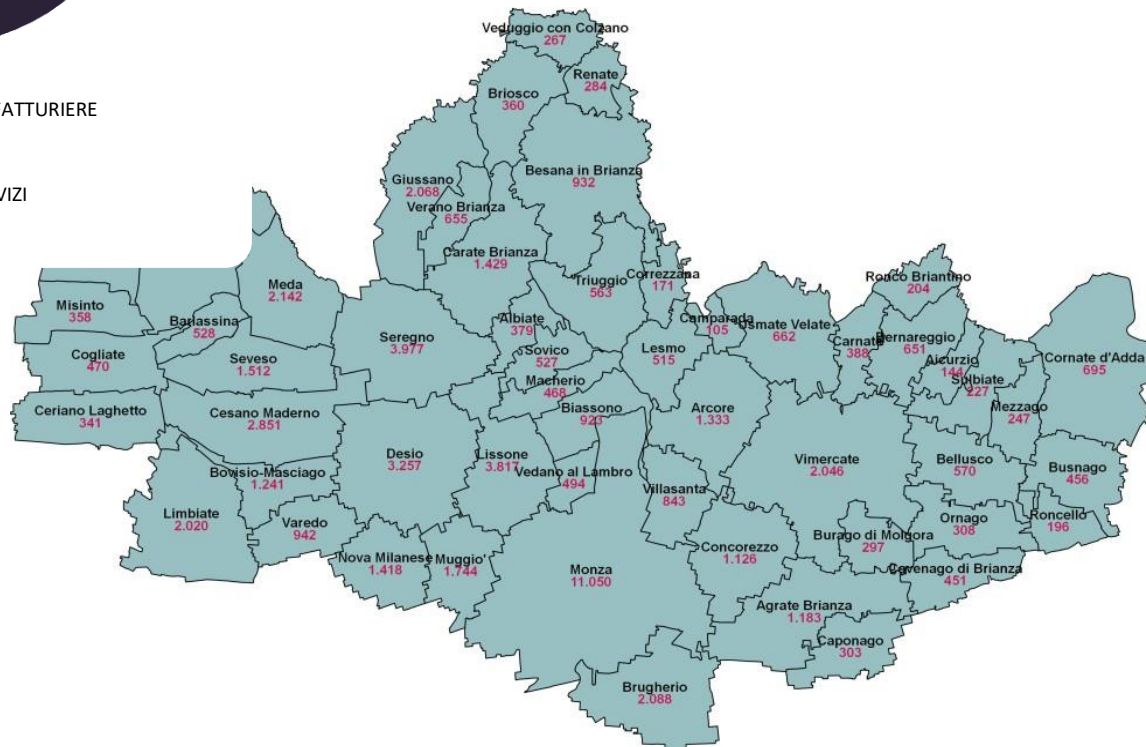 Veduggio con Colzano
267
Renate
284
Briosco
360
FATTURIERE
VIZI
Besana in Brianza
932
Giussano
2.068
Verano Brianza
655
Carate Brianza
1.429
Triuggio
563
Correzzana
171
Ronco Briantino
204
Meda
2.142
Misinto
358
Barlassina
528
Seregno
3.977
Albiate
379
Camparada
105
Usmate Velate
662
Carnate
388
Bernareggio
651
Aicurzio
144
Sulbiate
227
Cornate d'Adda
695
Cogliate
470
Seveso
1.512
Sovico
527
Lesmo
515
Macherio
468
Mezzago
247
Ceriano Laghetto
341
Cesano Maderno
2.851
Biassono
923
Arcore
1.333
Desio
3.257
Lissone
3.817
Vedano al Lambro
494
Villasanta
843
Vimercate
2.046
Bellusco
570
Busnago
456
Bovisio-Masciago
1.241
Limbiate
2.020
Varedo
942
Ornago
308
Roncello
196
Burago di Molgora
297
Concorezzo
1.126
Nova Milanese
1.418
Muggio'
1.744
Monza
11.050
Cavenago di Brianza
451
Agrate Brianza
1.183
Caponago
303
Brugherio
2.088